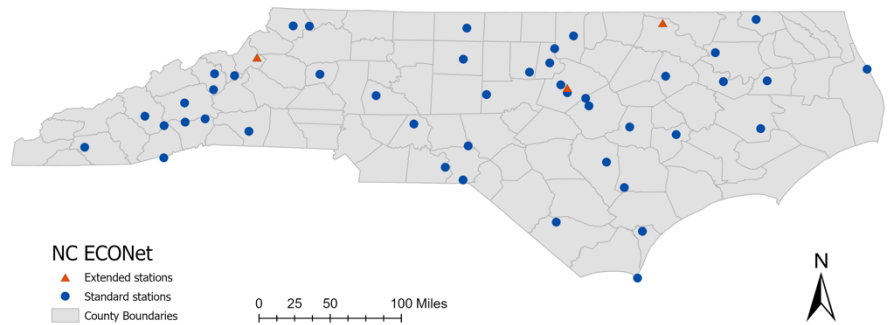 NC ECONet
Extended stations
Standard stations
County Boundaries
0 25 50 100 Miles
N